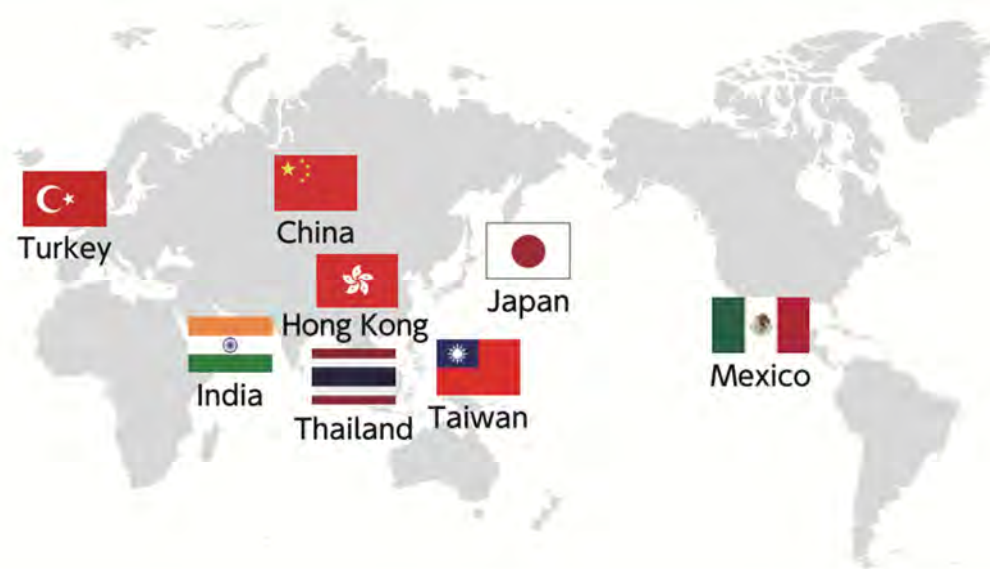 China
Turkey
Japan
Hong Kong
Mexico
India
Taiwan
Thailand